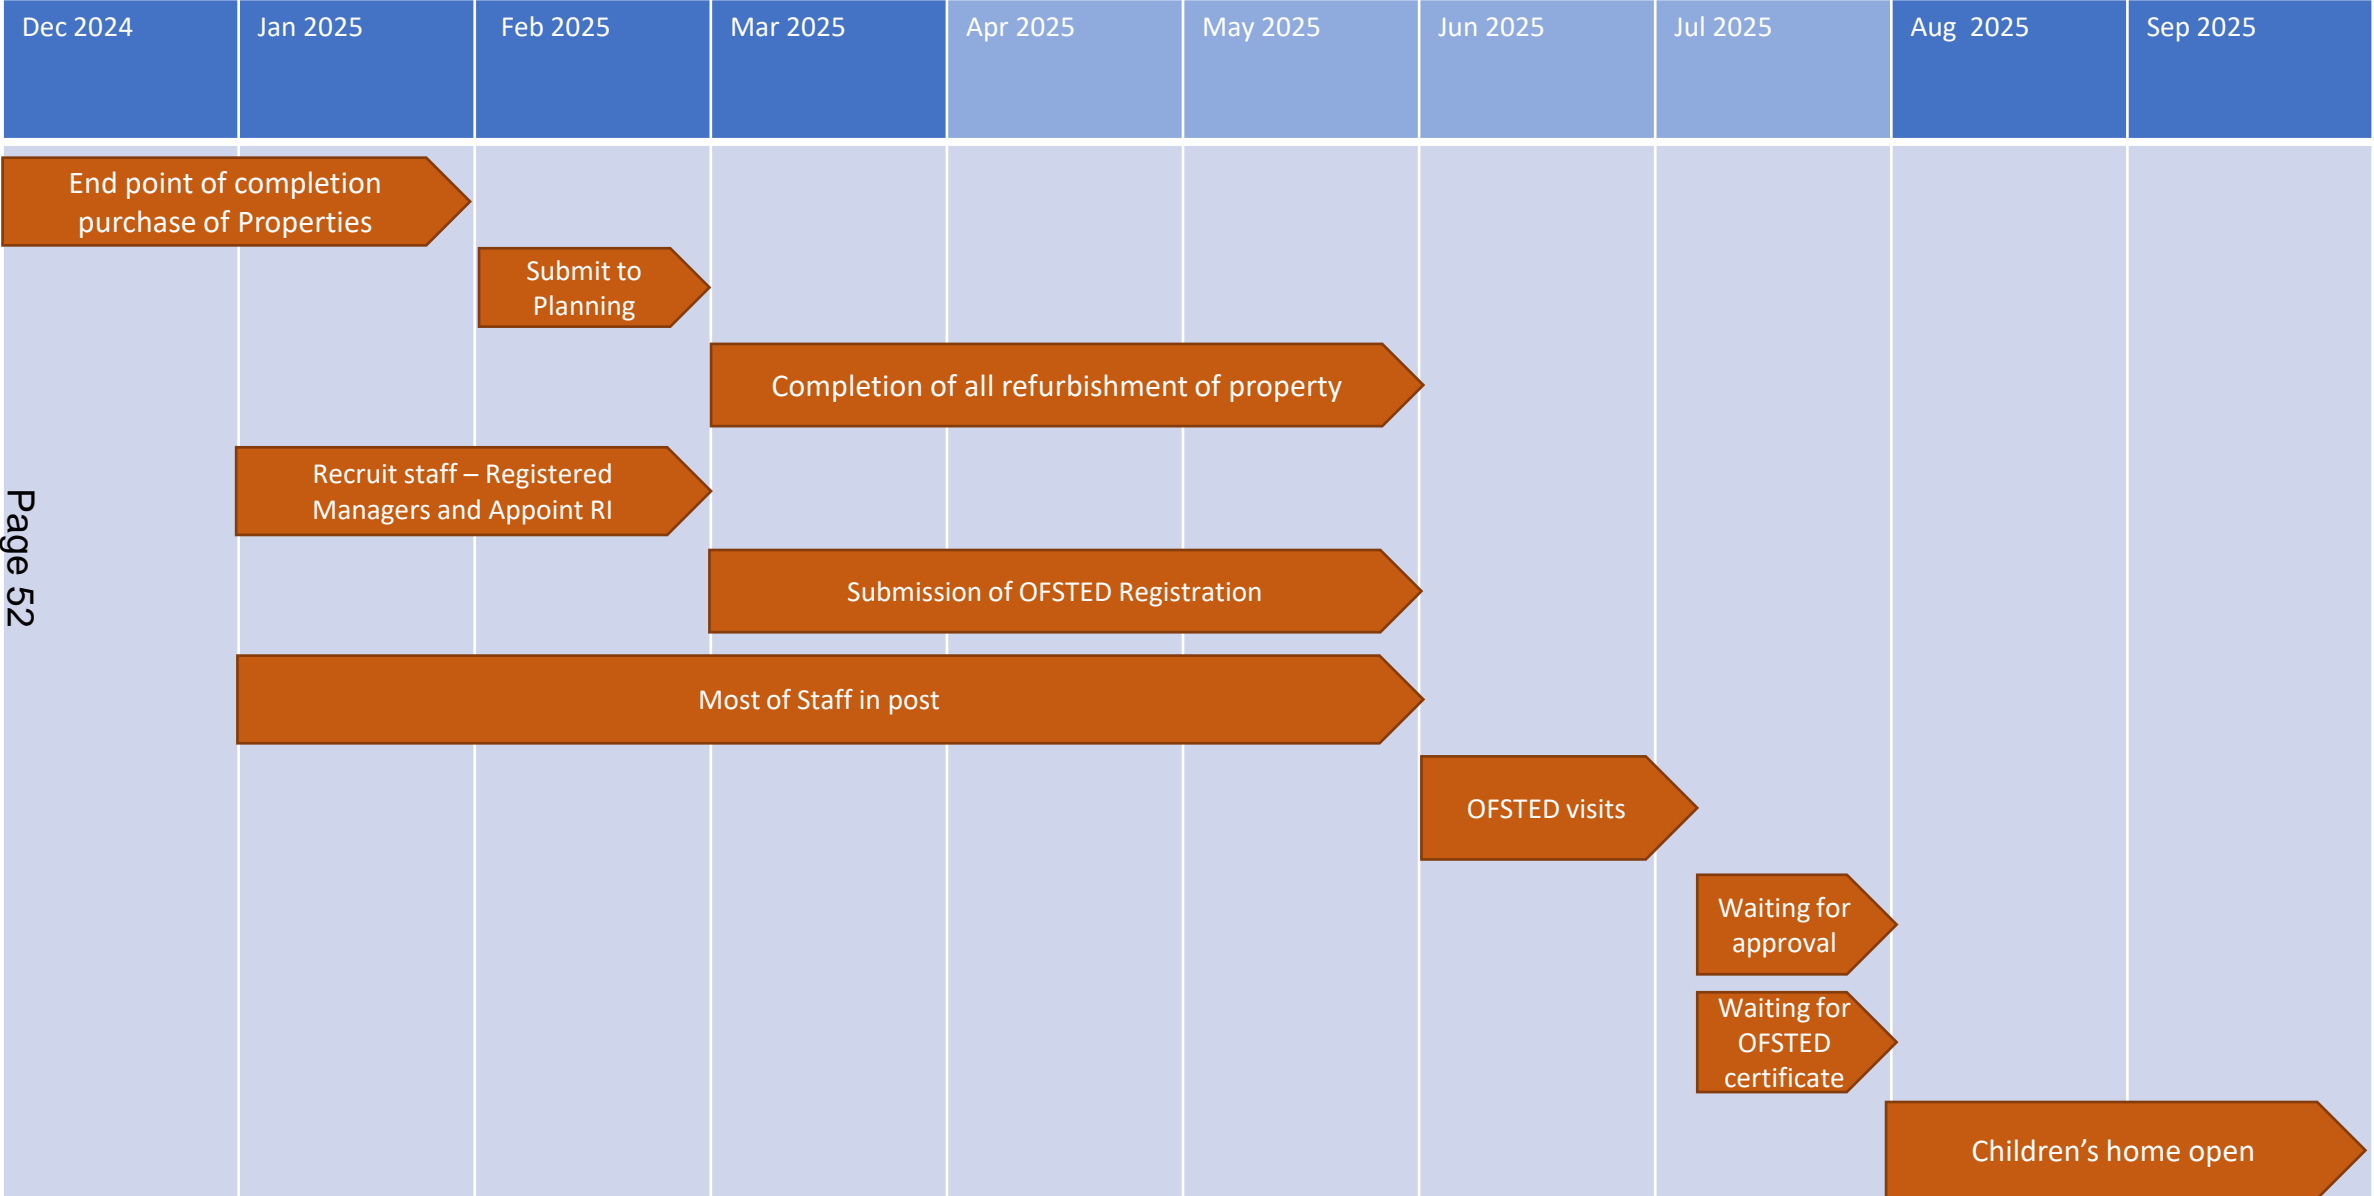 Dec 2024
Jan 2025
Feb 2025
Mar 2025
Apr 2025
May 2025
Jun 2025
Jul 2025
Aug  2025
Sep 2025
End point of completion
purchase of Properties
Submit to
Planning
Completion of all refurbishment of property
Recruit staff – Registered
Managers and Appoint RI
Submission of OFSTED Registration
Most of Staff in post
OFSTED visits
Waiting for
approval
Waiting for
OFSTED
certificate
Children’s home open
Page 52